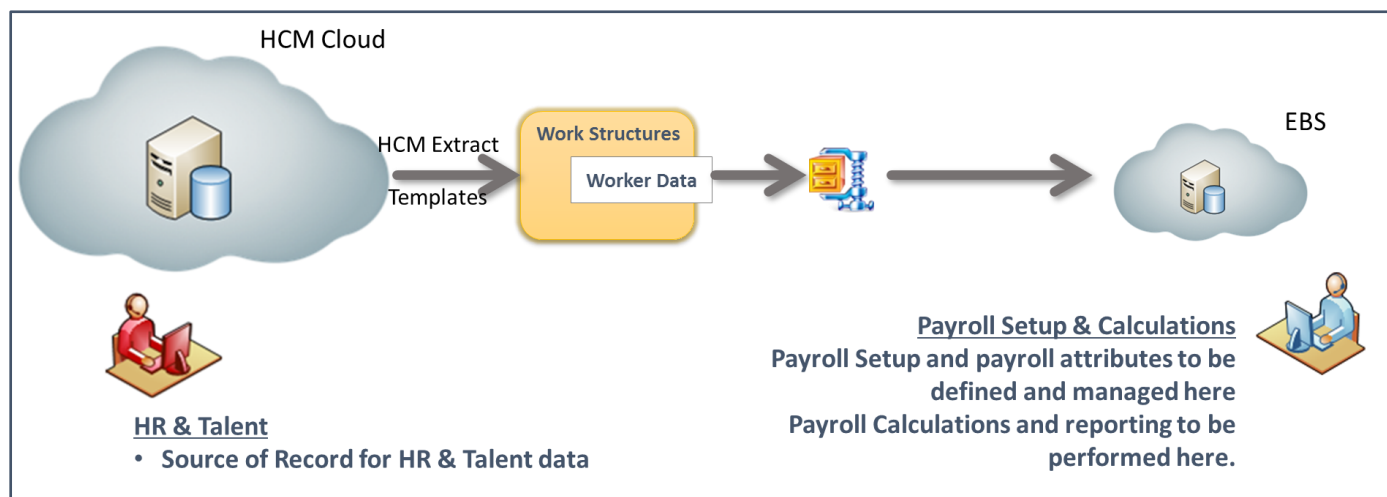 HCM Cloud
HCM Extract
Templates
Work Structures
Worker Data
EBS
HR & Talent
• Source of Record for HR & Talent data
Payroll Setup & Calculations
Payroll Setup and payroll attributes to be
defined and managed here
Payroll Calculations and reporting to be
performed here.